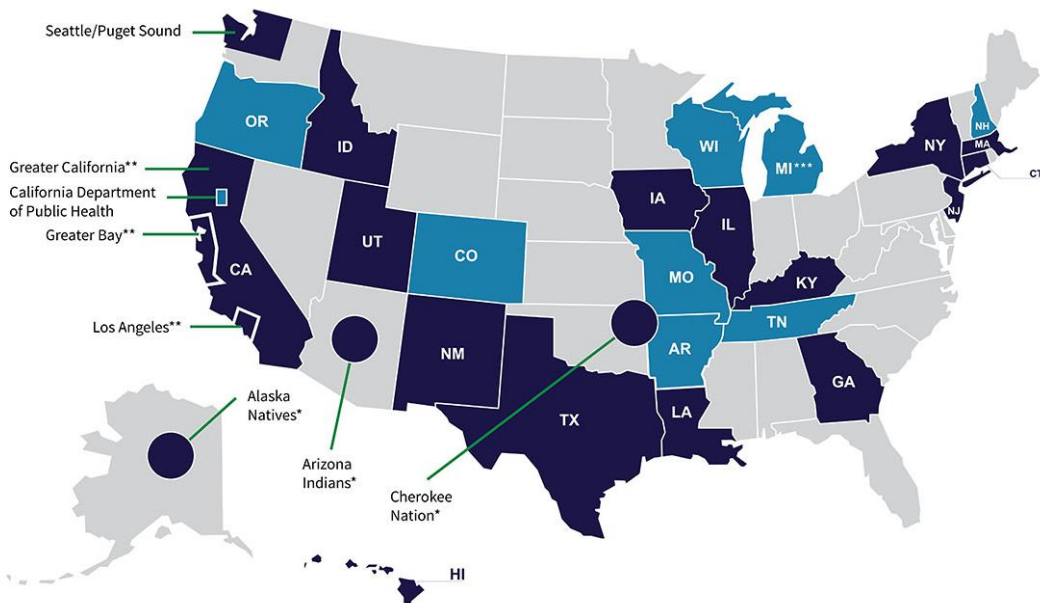 Seattle/Puget Sound
OR
ID
WI
MI***
NY
NH
MA
CT
NJ
Greater California**
California Department
of Public Health
Greater Bay**
CA
UT
CO
IA
IL
MO
KY
Los Angeles**
NM
AR
TN
GA
TX
LA
Alaska
Natives*
Arizona
Indians*
Cherokee
Nation*
HI